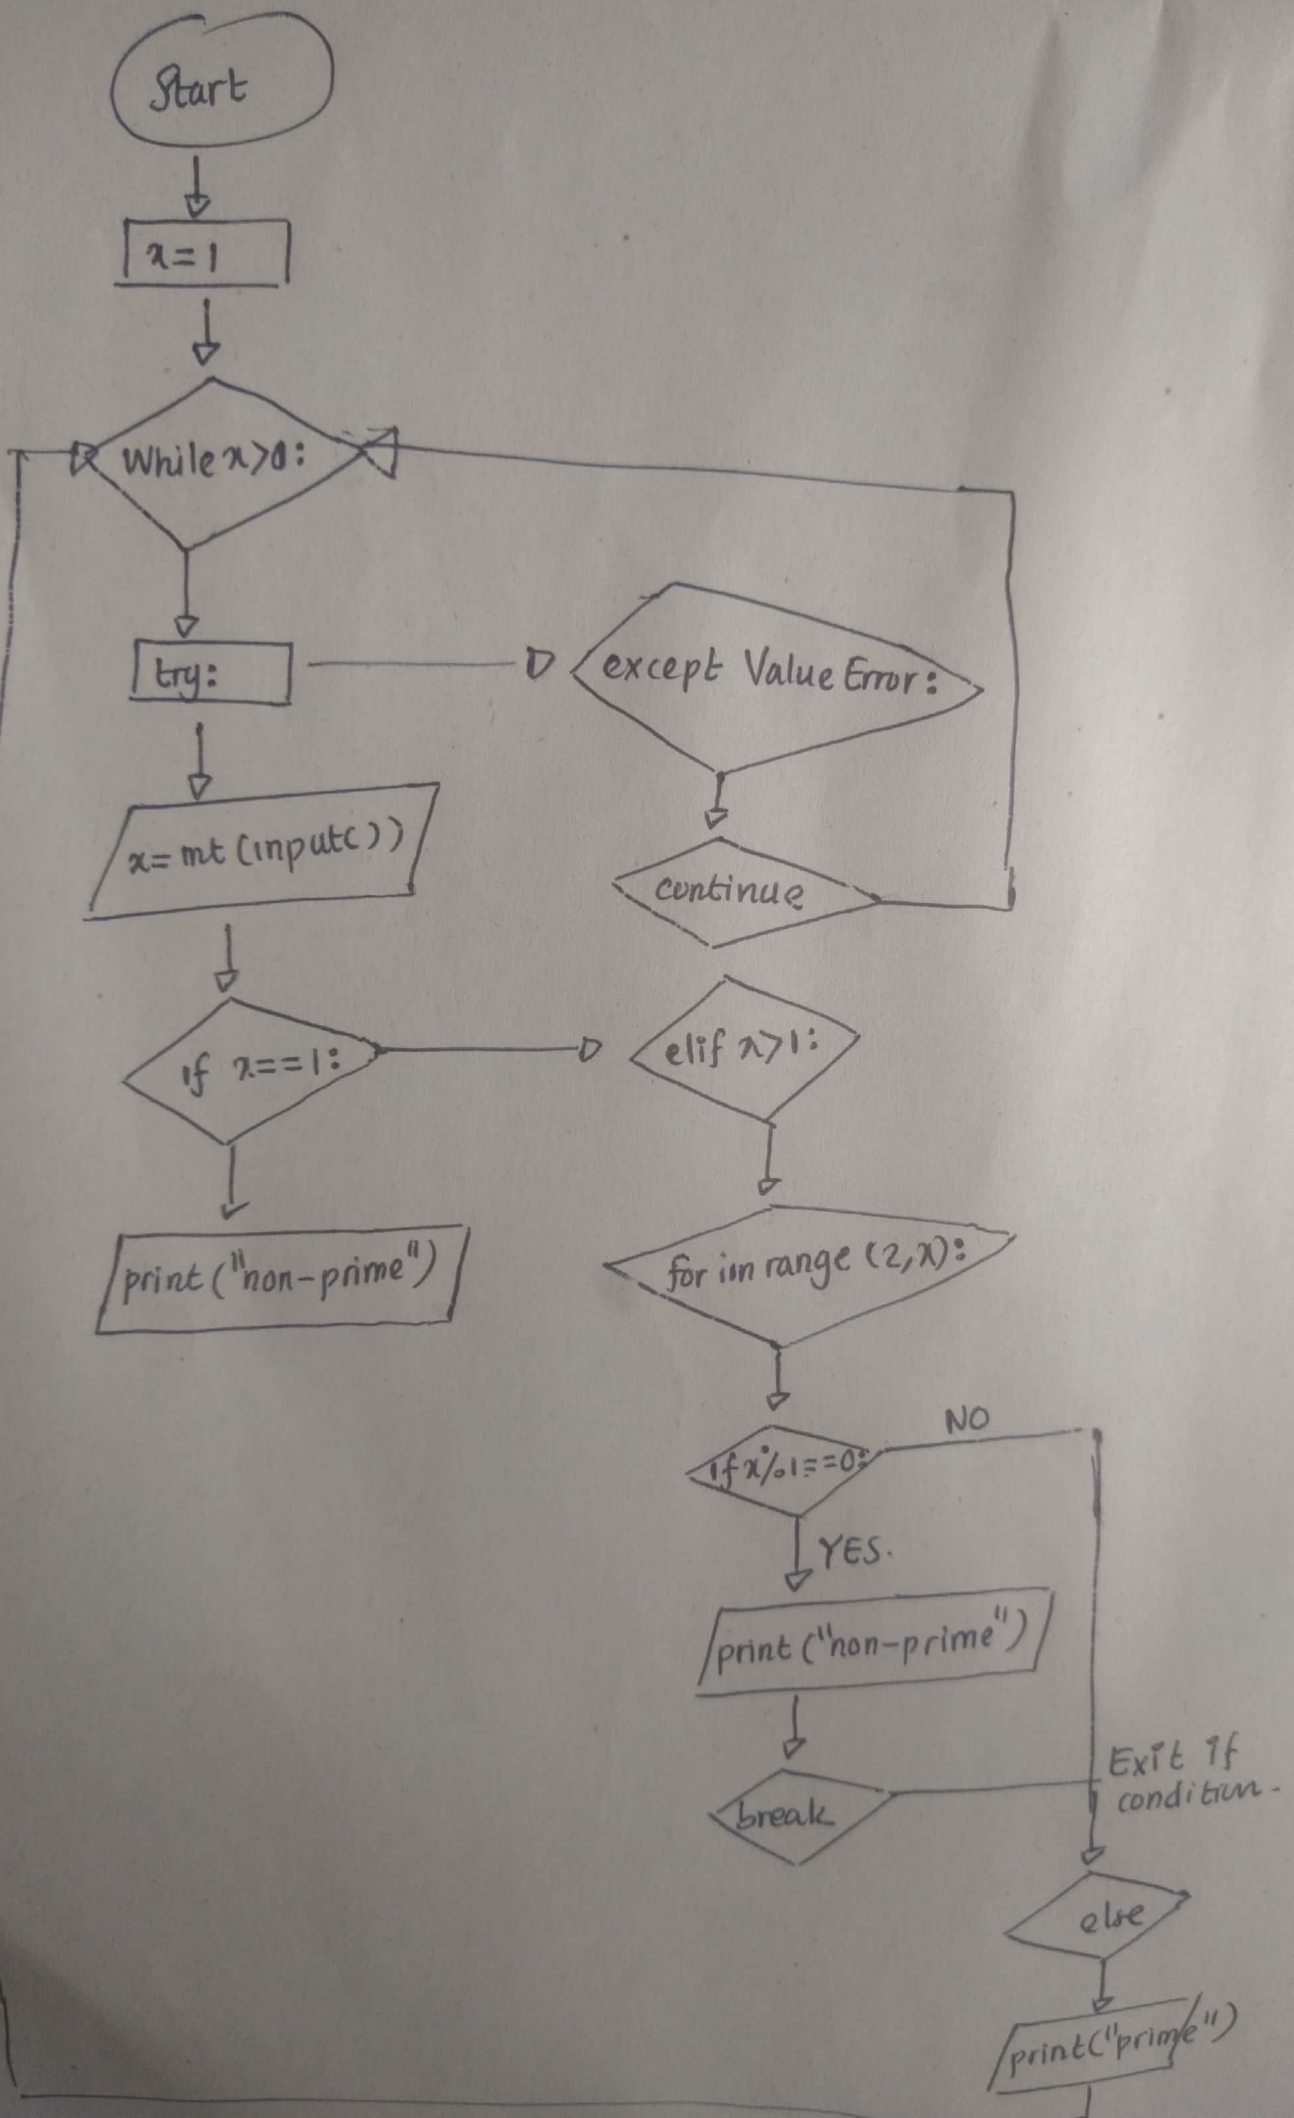 Start
x=1
While x>0:
try:
except Value Error:
x=int(input())
continue
if x==1:
elif x>1:
print("non-prime")
for i in range (2,x):
if x%i==0:
NO
YES.
print("non-prime")
break
Exit if
condition.
else
print("prime")